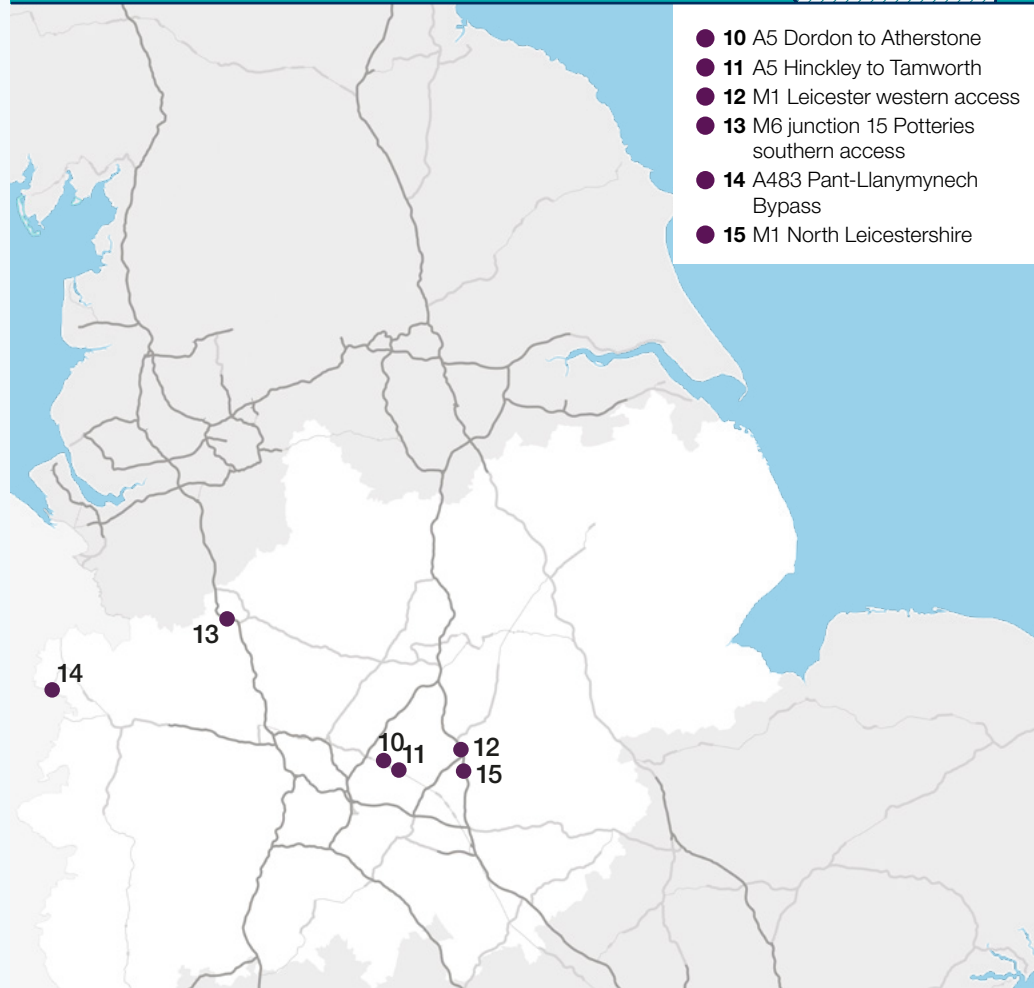 10 A5 Dordon to Atherstone
11 A5 Hinckley to Tamworth
12 M1 Leicester western access
13 M6 junction 15 Potteries
southern access
14 A483 Pant-Llanymynech
Bypass
15 M1 North Leicestershire
13
14
10
11
12
15